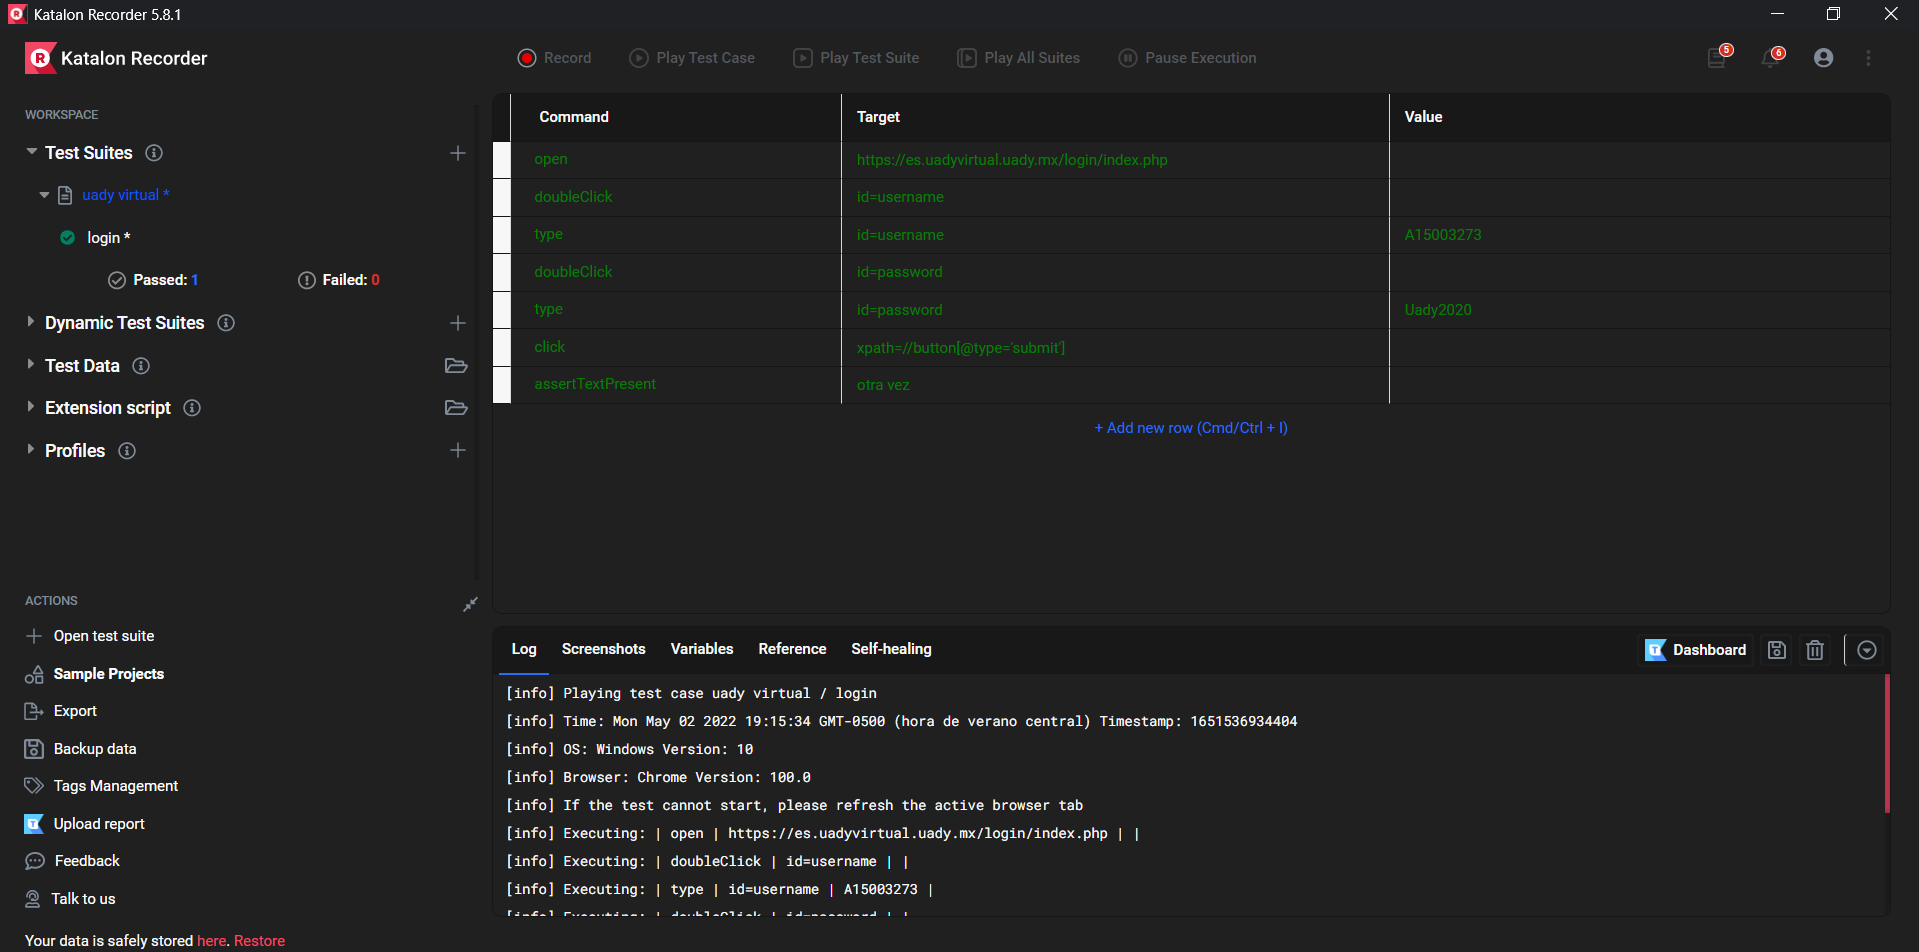 Katalon Recorder 5.8.1
Katalon Recorder
Record Play Test Case Play Test Suite Play All Suites Pause Execution 5 6
WORKSPACE
Test Suites
uady virtual *
login *
Passed: 1 Failed: 0
Dynamic Test Suites
Test Data
Extension script
Profiles
Command Target Value
open https://es.uadyvirtual.uady.mx/login/index.php
doubleClick id=username
type id=username A15003273
doubleClick id=password
type id=password Uady2020
click xpath=//button[@type='submit']
assertTextPresent otra vez
+ Add new row (Cmd/Ctrl + I)
ACTIONS
Open test suite
Sample Projects
Export
Backup data
Tags Management
Upload report
Feedback
Talk to us
Your data is safely stored here. Restore
Log Screenshots Variables Reference Self-healing Dashboard
[info] Playing test case uady virtual / login
[info] Time: Mon May 02 2022 19:15:34 GMT-0500 (hora de verano central) Timestamp: 1651536934404
[info] OS: Windows Version: 10
[info] Browser: Chrome Version: 100.0
[info] If the test cannot start, please refresh the active browser tab
[info] Executing: | open | https://es.uadyvirtual.uady.mx/login/index.php | |
[info] Executing: | doubleClick | id=username | |
[info] Executing: | type | id=username | A15003273 |
[info] Executing: | doubleClick | id=password | |